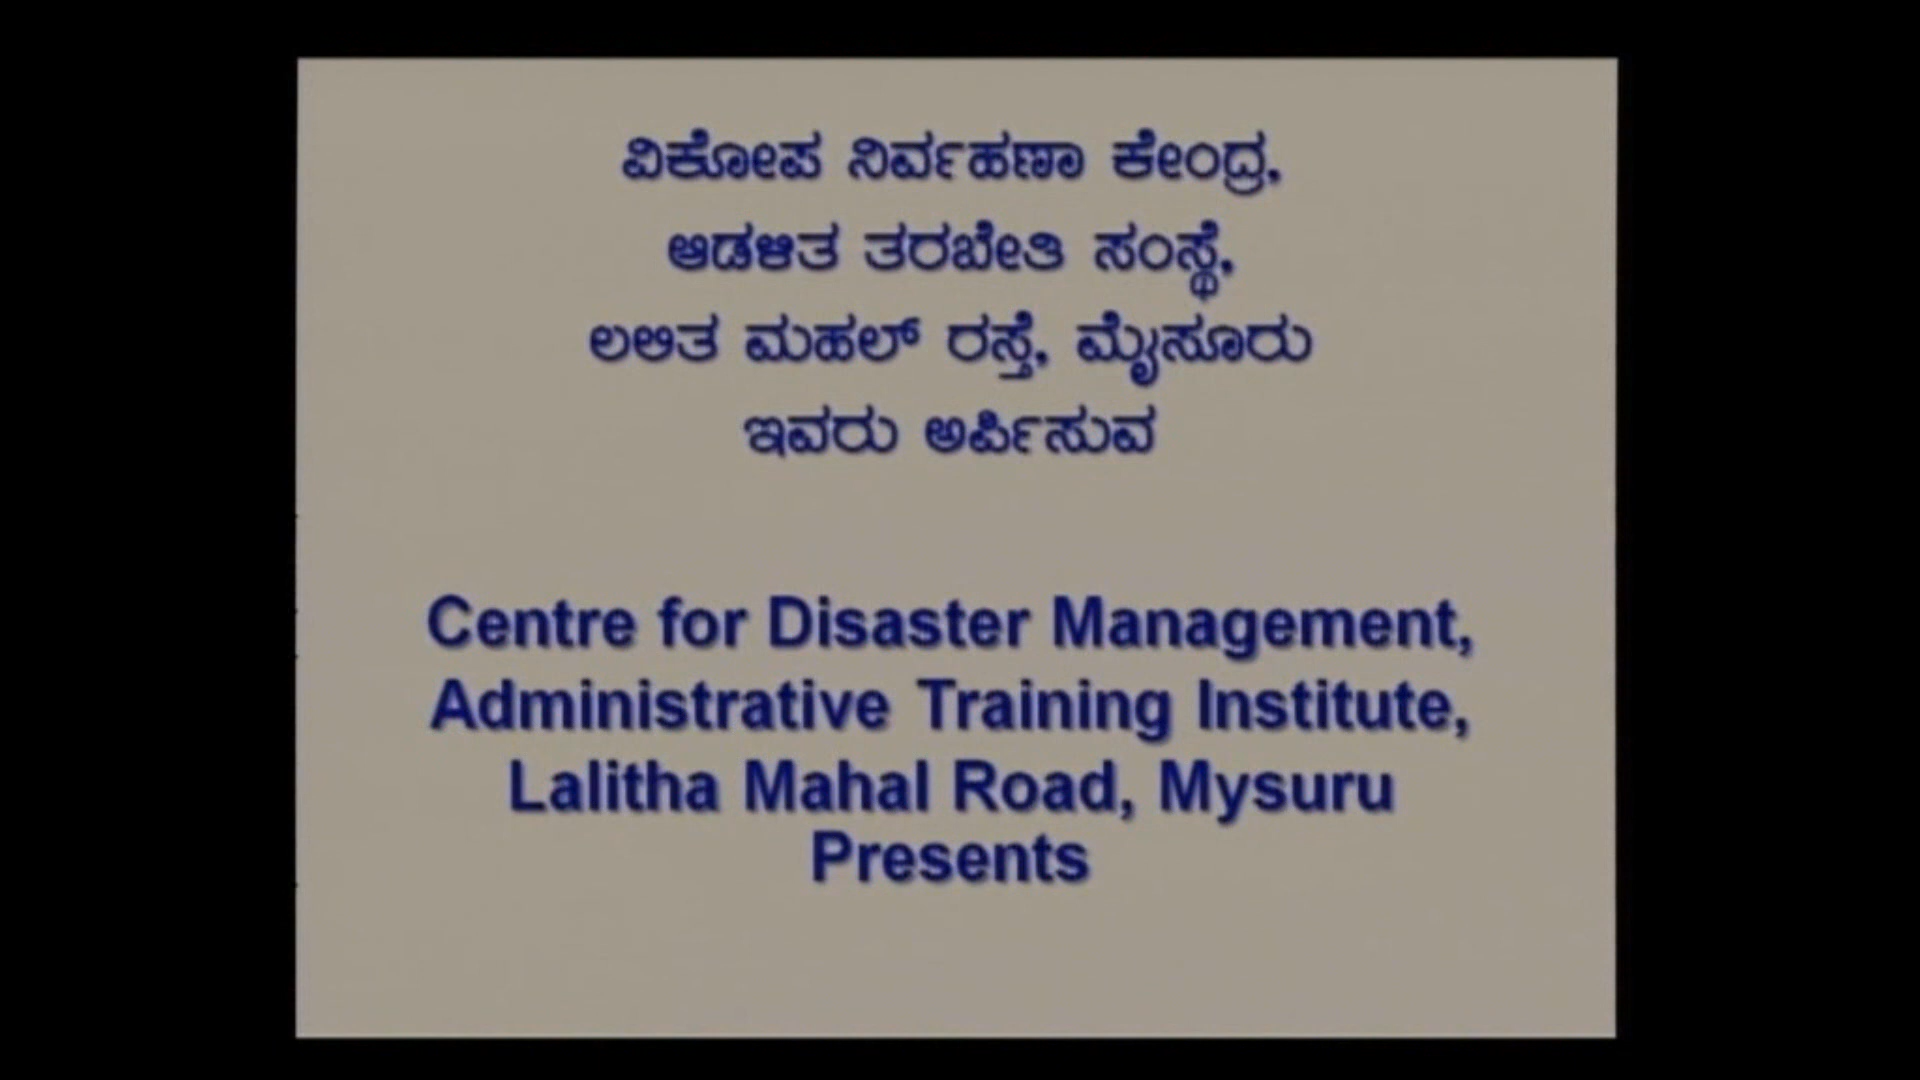 ವಿಕೋಪ ನಿರ್ವಹಣಾ ಕೇಂದ್ರ,
ಆಡಳಿತ ತರಬೇತಿ ಸಂಸ್ಥೆ,
ಲಲಿತ ಮಹಲ್ ರಸ್ತೆ, ಮೈಸೂರು
ಇವರು ಅರ್ಪಿಸುವ
Centre for Disaster Management,
Administrative Training Institute,
Lalitha Mahal Road, Mysuru
Presents